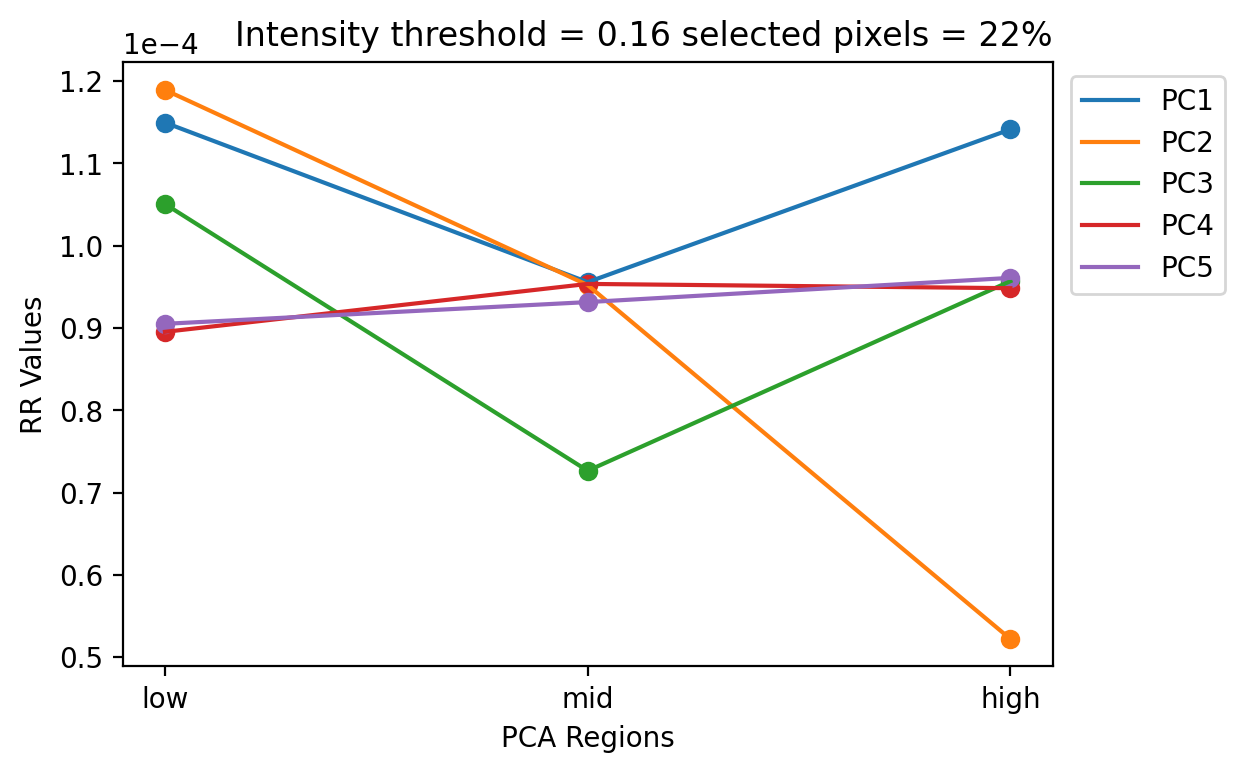 1e−4
Intensity threshold = 0.16 selected pixels = 22%
1.2
1.1
1.0
0.9
0.8
0.7
0.6
0.5
RR Values
low
mid
high
PCA Regions
PC1
PC2
PC3
PC4
PC5